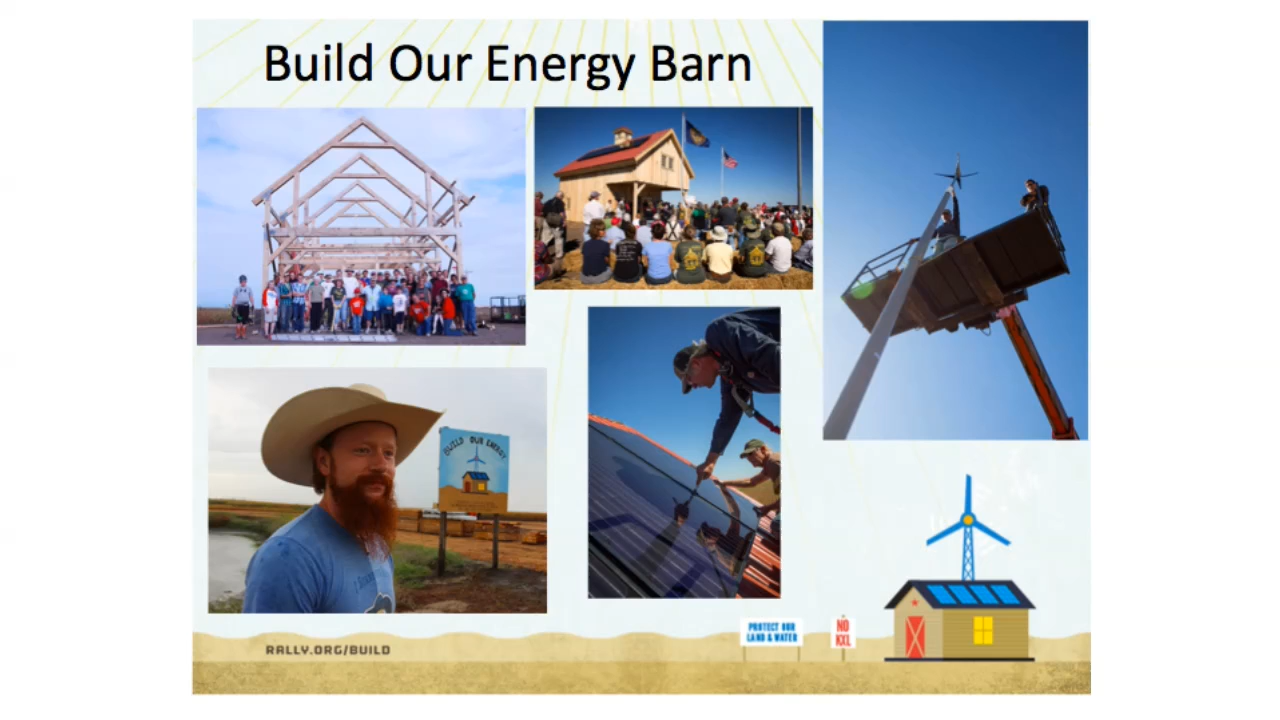 Build Our Energy Barn
BUILD OUR ENERGY
RALLY.ORG/BUILD
PROTECT OUR
LAND & WATER
NO
KXL